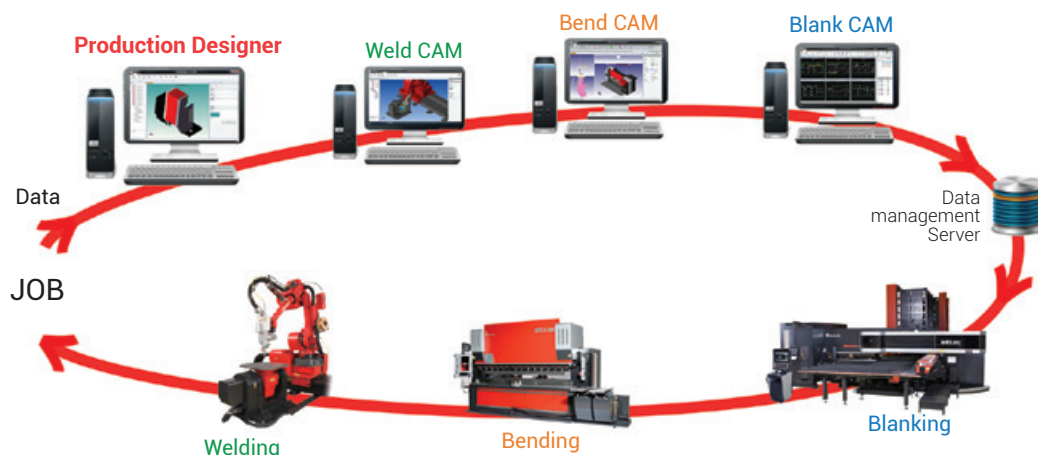 Production Designer
Weld CAM
Bend CAM
Blank CAM
Data
Data
management
Server
JOB
Welding
Bending
Blanking